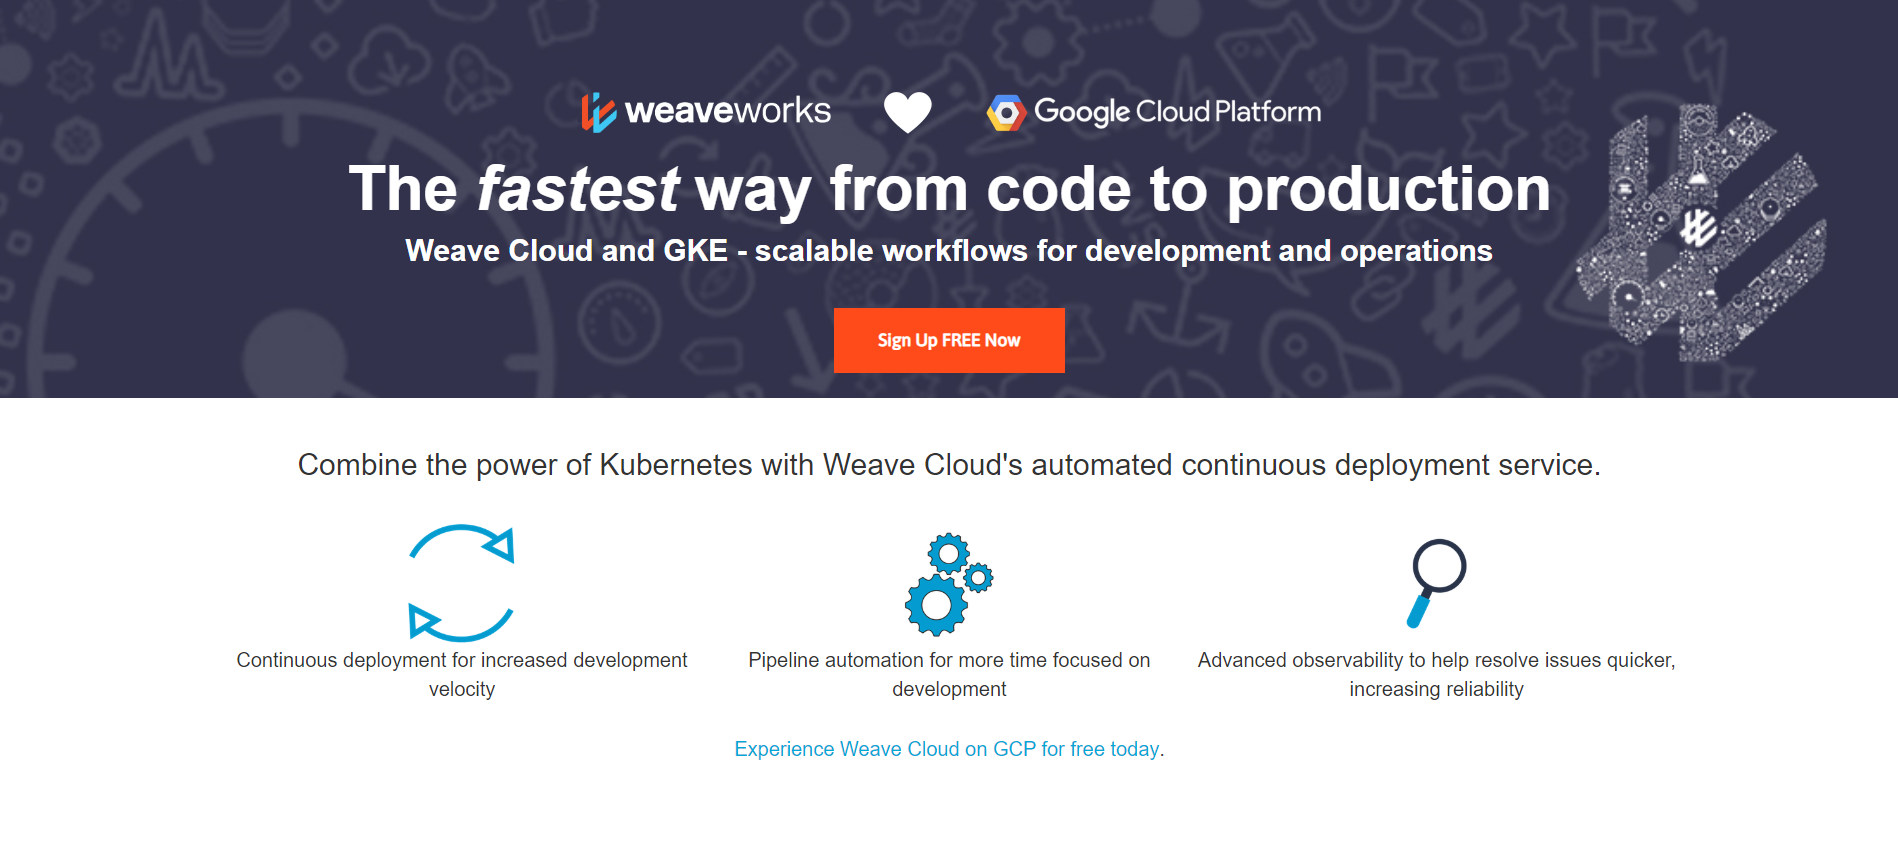 weaveworks Google Cloud Platform
The fastest way from code to production
Weave Cloud and GKE - scalable workflows for development and operations
Sign Up FREE Now
Combine the power of Kubernetes with Weave Cloud's automated continuous deployment service.
Continuous deployment for increased development
velocity
Pipeline automation for more time focused on
development
Advanced observability to help resolve issues quicker,
increasing reliability
Experience Weave Cloud on GCP for free today.